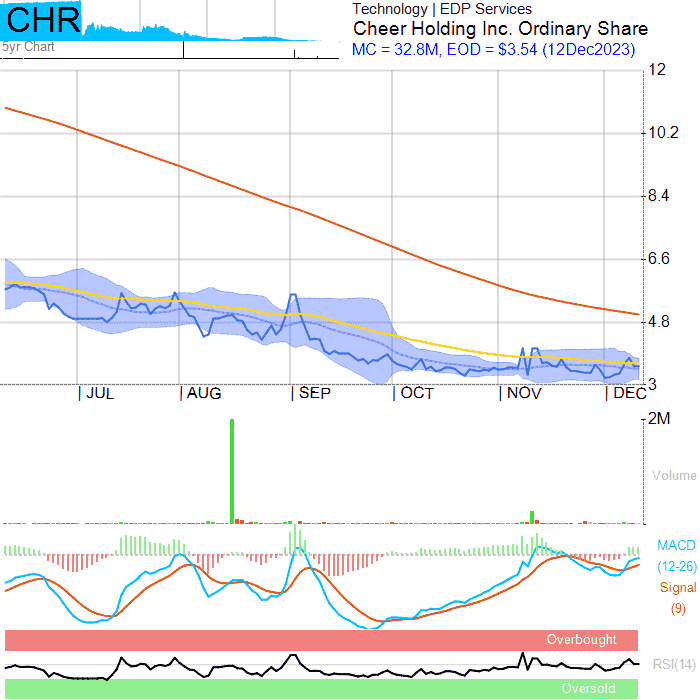 CHR
5yr Chart
Technology | EDP Services
Cheer Holding Inc. Ordinary Share
MC = 32.8M, EOD = $3.54 (12Dec2023)
12
10.2
8.4
6.6
4.8
3
JUL AUG SEP OCT NOV DEC
2M
Volume
MACD
(12-26)
Signal
(9)
Overbought
RSI(14)
Oversold